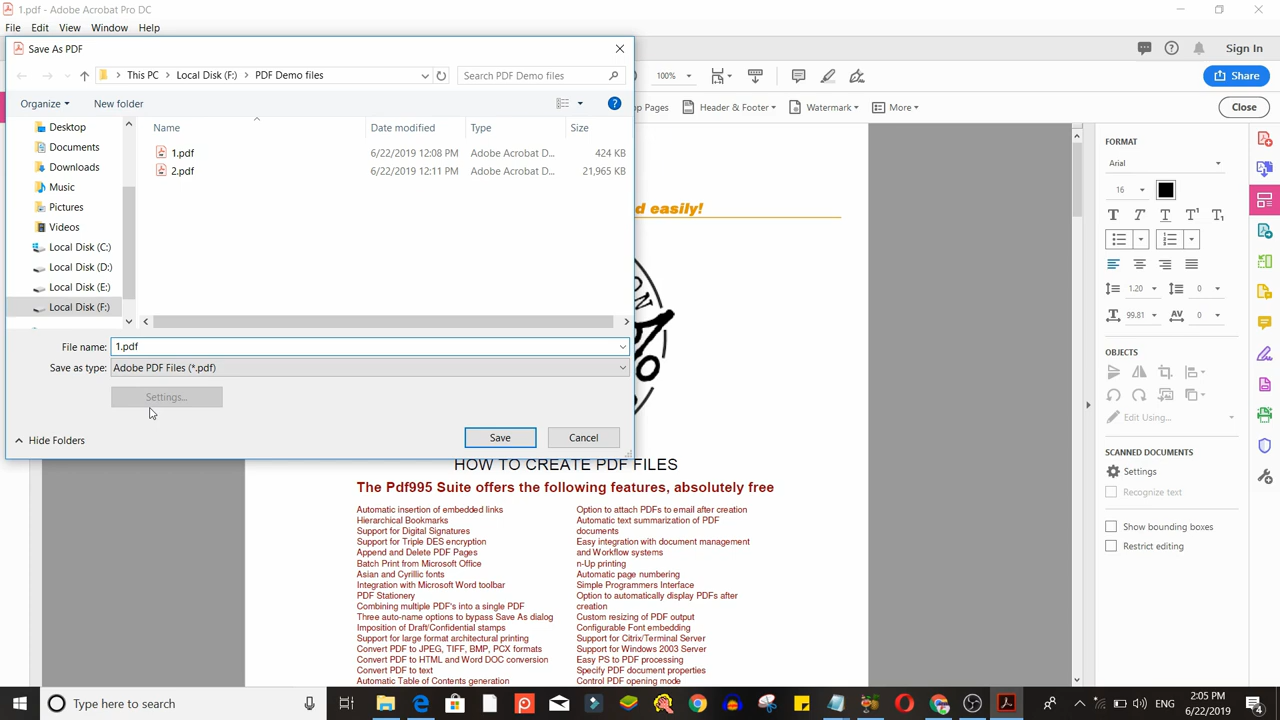 1.pdf - Adobe Acrobat Pro DC
File Edit View Window Help
Save As PDF
Sign In
This PC > Local Disk (F:) > PDF Demo files
Search PDF Demo files
100%
Share
Organize
New folder
op Pages
Header & Footer
Watermark
More
Close
Desktop
Documents
Downloads
Music
Pictures
Videos
Local Disk (C:)
Local Disk (D:)
Local Disk (E:)
Local Disk (F:)
Name Date modified Type Size
1.pdf 6/22/2019 12:08 PM Adobe Acrobat D... 424 KB
2.pdf 6/22/2019 12:11 PM Adobe Acrobat D... 21,965 KB
File name: 1.pdf
Save as type: Adobe PDF Files (*.pdf)
Settings...
Hide Folders
Save
Cancel
d easily!
HOW TO CREATE PDF FILES
The Pdf995 Suite offers the following features, absolutely free
Automatic insertion of embedded links
Hierarchical Bookmarks
Support for Digital Signatures
Support for Triple DES encryption
Append and Delete PDF Pages
Batch Print from Microsoft Office
Asian and Cyrillic fonts
Integration with Microsoft Word toolbar
PDF Stationery
Combining multiple PDF's into a single PDF
Three auto-name options to bypass Save As dialog
Imposition of Draft/Confidential stamps
Support for large format architectural printing
Convert PDF to JPEG, TIFF, BMP, PCX formats
Convert PDF to HTML and Word DOC conversion
Convert PDF to text
Automatic Table of Contents generation
Option to attach PDFs to email after creation
Automatic text summarization of PDF
documents
Easy integration with document management
and Workflow systems
n-Up printing
Automatic page numbering
Simple Programmers Interface
Option to automatically display PDFs after
creation
Custom resizing of PDF output
Configurable Font embedding
Support for Citrix/Terminal Server
Support for Windows 2003 Server
Easy PS to PDF processing
Specify PDF document properties
Control PDF opening mode
FORMAT
Arial
16
1.20
0
99.81
AV
0
OBJECTS
Edit Using...
SCANNED DOCUMENTS
Settings
Recognize text
Show bounding boxes
Restrict editing
Type here to search
2:05 PM
6/22/2019
4